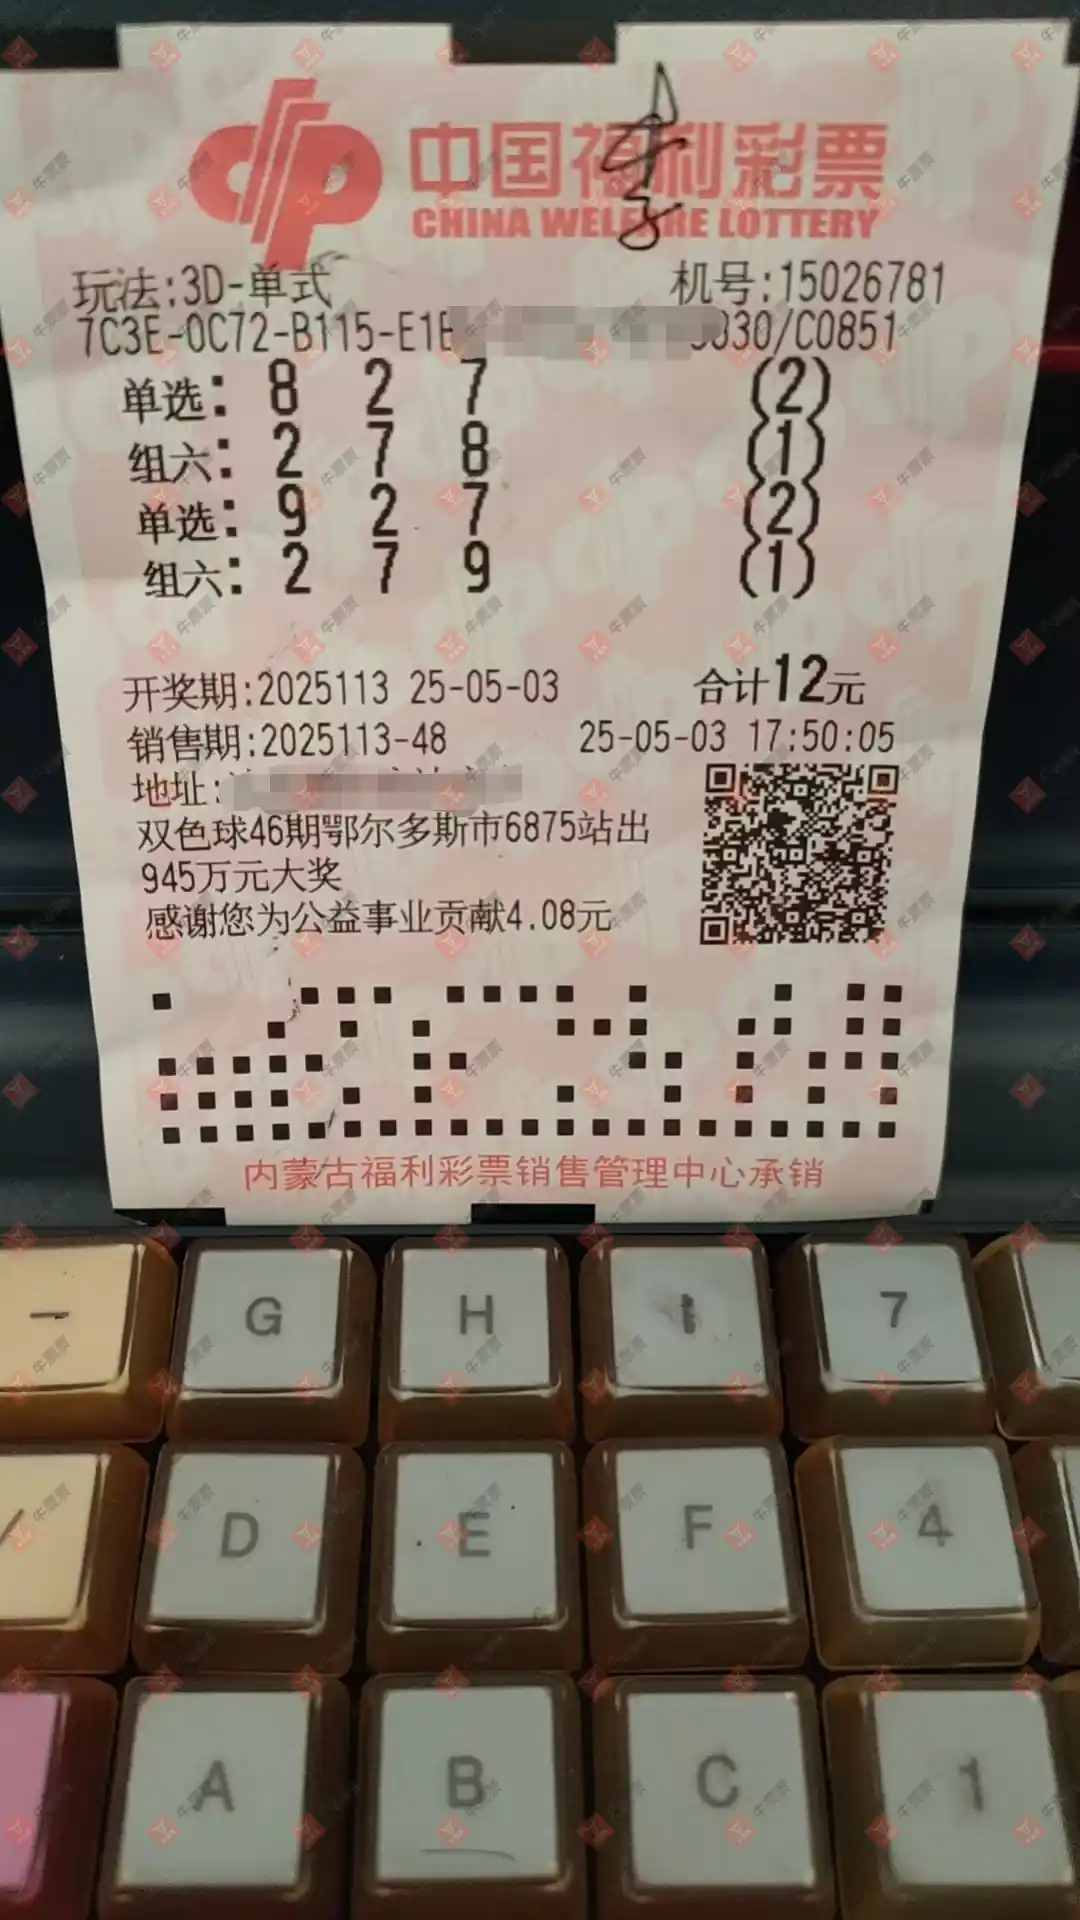 中国福利彩票
CHINA WELFARE LOTTERY
玩法:3D-单式 机号:15026781
7C3E-0C72-B115-E1 330/C0851
单选: 8 2 7 (2)
组六: 2 7 8 (1)
单选: 9 2 7 (2)
组六: 2 7 9 (1)
开奖期:2025113 25-05-03 合计12元
销售期:2025113-48 25-05-03 17:50:05
地址:
双色球46期鄂尔多斯市6875站出
945万元大奖
感谢您为公益事业贡献4.08元
内蒙古福利彩票销售管理中心承销
- G H I 7
/ D E F 4
A B C 1
牛票票